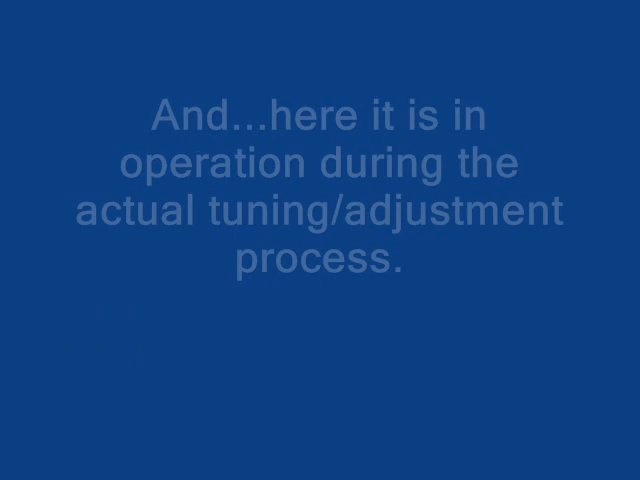 And...here it is in
operation during the
actual tuning/adjustment
process.